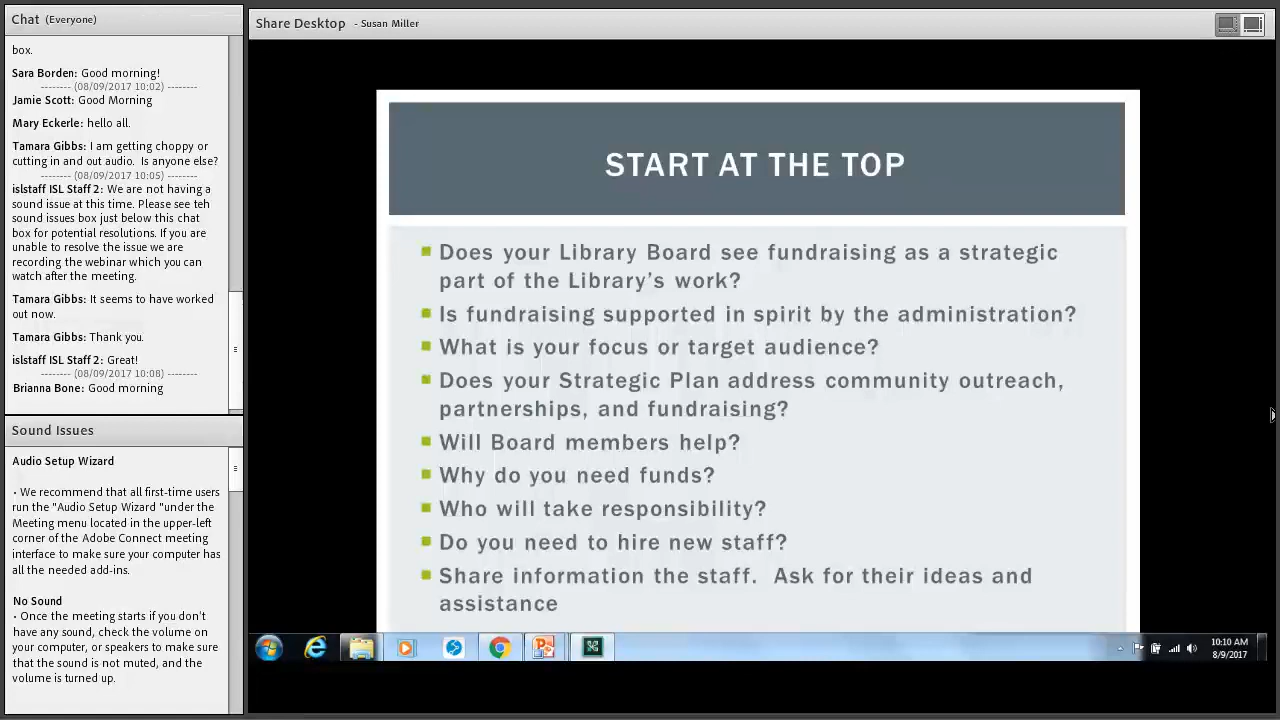 Chat (Everyone)
box.
Sara Borden: Good morning!
-------- (08/09/2017 10:02) --------
Jamie Scott: Good Morning
Mary Eckerle: hello all.
Tamara Gibbs: I am getting choppy or
cutting in and out audio.  Is anyone else?
-------- (08/09/2017 10:05) --------
islstaff ISL Staff 2: We are not having a
sound issue at this time. Please see teh
sound issues box just below this chat
box for potential resolutions. If you are
unable to resolve the issue we are
recording the webinar which you can
watch after the meeting.
Tamara Gibbs: It seems to have worked
out now.
Tamara Gibbs: Thank you.
islstaff ISL Staff 2: Great!
-------- (08/09/2017 10:08) --------
Brianna Bone: Good morning
Sound Issues
Audio Setup Wizard
• We recommend that all first-time users
run the "Audio Setup Wizard "under the
Meeting menu located in the upper-left
corner of the Adobe Connect meeting
interface to make sure your computer has
all the needed add-ins.
No Sound
• Once the meeting starts if you don't
have any sound, check the volume on
your computer, or speakers to make sure
that the sound is not muted, and the
volume is turned up.
Share Desktop - Susan Miller
START AT THE TOP
Does your Library Board see fundraising as a strategic
part of the Library’s work?
Is fundraising supported in spirit by the administration?
What is your focus or target audience?
Does your Strategic Plan address community outreach,
partnerships, and fundraising?
Will Board members help?
Why do you need funds?
Who will take responsibility?
Do you need to hire new staff?
Share information the staff.  Ask for their ideas and
assistance
10:10 AM
8/9/2017